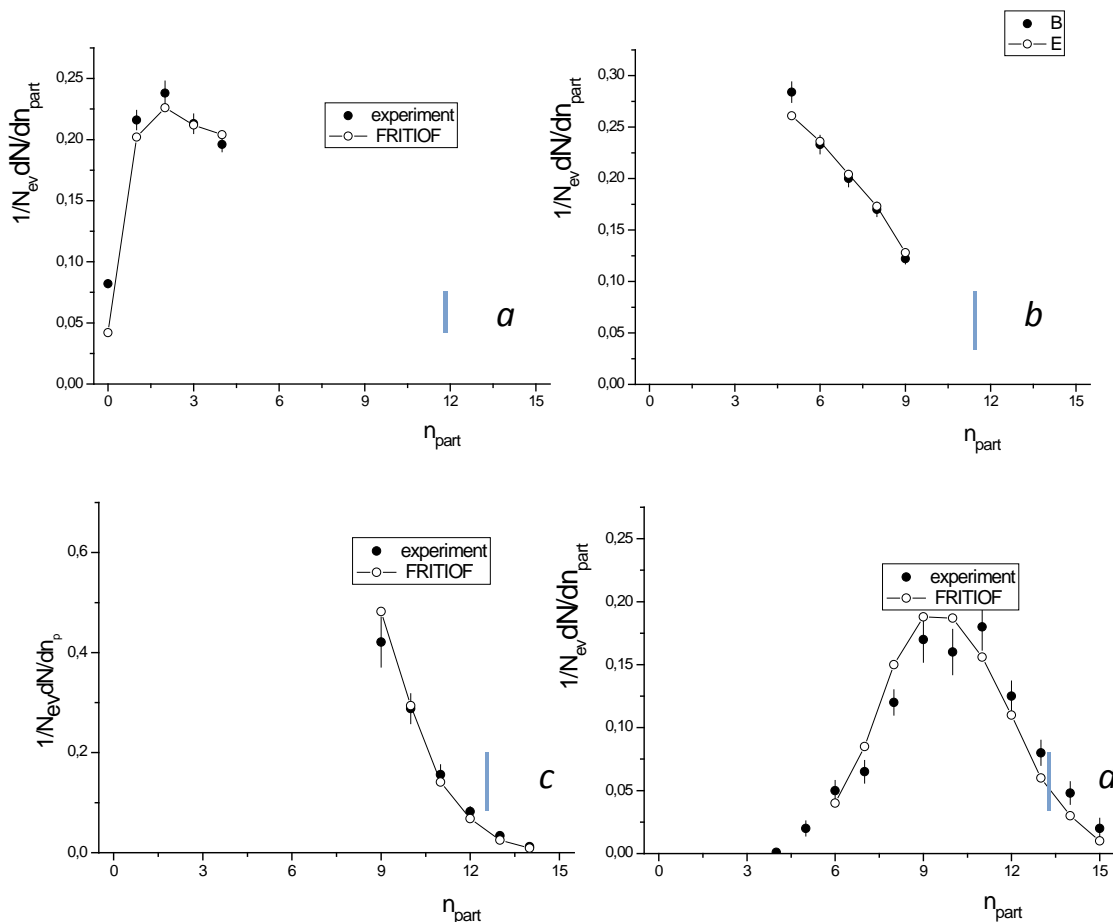 B
E
0,25
0,20
0,15
0,10
0,05
0,00
1/N_ev dN/dn_part
experiment
FRITIOF
a
0 3 6 9 12 15
n_part
0,30
0,25
0,20
0,15
0,10
0,05
0,00
1/N_ev dN/dn_part
b
0 3 6 9 12 15
n_part
0,6
0,4
0,2
0,0
1/N_ev dN/dn_p
experiment
FRITIOF
c
0 3 6 9 12 15
n_part
0,25
0,20
0,15
0,10
0,05
0,00
1/N_ev dN/dn_part
experiment
FRITIOF
0 3 6 9 12 15
n_part